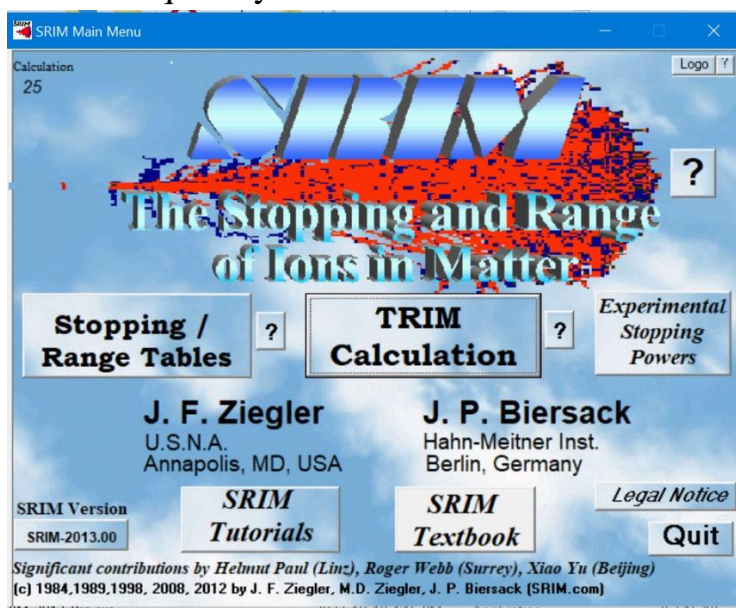 SRIM Main Menu
Calculation
25
Logo ?
SRIM
?
The Stopping and Range
of Ions in Matter
Stopping /
Range Tables
?
TRIM
Calculation
?
Experimental
Stopping
Powers
J. F. Ziegler
U.S.N.A.
Annapolis, MD, USA
J. P. Biersack
Hahn-Meitner Inst.
Berlin, Germany
SRIM Version
SRIM-2013.00
SRIM
Tutorials
SRIM
Textbook
Legal Notice
Quit
Significant contributions by Helmut Paul (Linz), Roger Webb (Surrey), Xiao Yu (Beijing)
(c) 1984,1989,1998, 2008, 2012 by J. F. Ziegler, M.D. Ziegler, J. P. Biersack (SRIM.com)